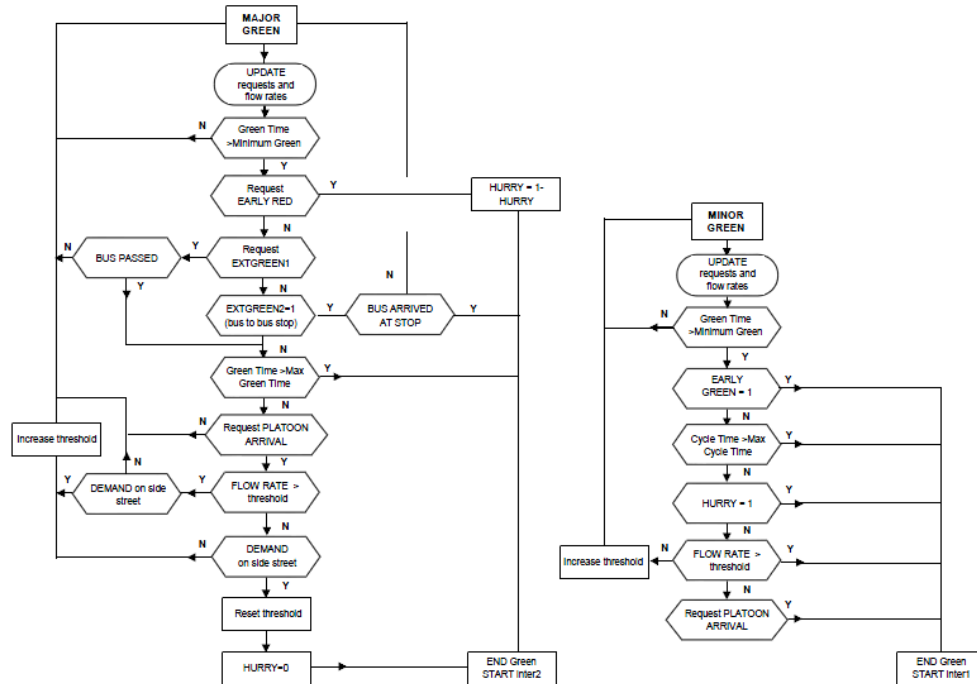 MAJOR
GREEN
UPDATE
requests and
flow rates
N
Green Time
>Minimum Green
Y
Request
EARLY RED
Y
HURRY = 1-
HURRY
N
N
BUS PASSED
Y
Request
EXTGREEN1
N
Y
N
EXTGREEN2=1
(bus to bus stop)
Y
BUS ARRIVED
AT STOP
Y
N
Green Time >Max
Green Time
Y
N
Increase threshold
N
Request PLATOON
ARRIVAL
N
Y
Y
DEMAND on side
street
Y
FLOW RATE >
threshold
N
N
DEMAND
on side street
Y
Reset threshold
HURRY=0
END Green
START Inter2
MINOR
GREEN
UPDATE
requests and
flow rates
N
Green Time
>Minimum Green
Y
EARLY
GREEN = 1
Y
N
Cycle Time >Max
Cycle Time
Y
N
HURRY = 1
Y
N
Increase threshold
N
FLOW RATE >
threshold
Y
N
Request PLATOON
ARRIVAL
Y
END Green
START Inter1